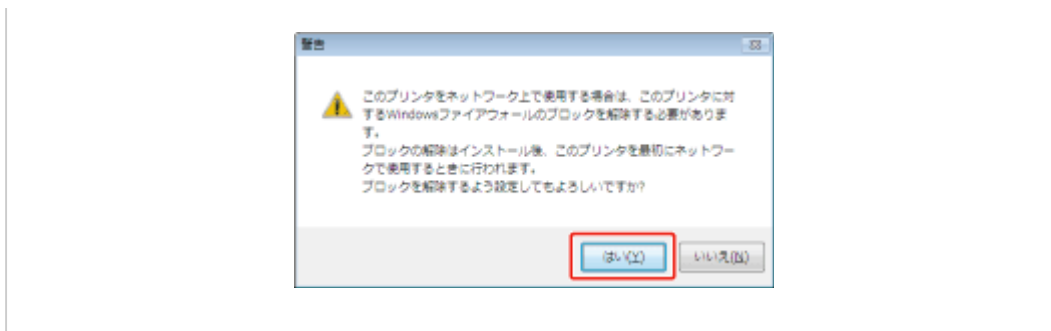 警告
このプリンタをネットワーク上で使用する場合は、このプリンタに対
するWindowsファイアウォールのブロックを解除する必要がありま
す。
ブロックの解除はインストール後、このプリンタを最初にネットワー
クで使用するときに行われます。
ブロックを解除するよう設定してもよろしいですか?
はい(Y) いいえ(N)